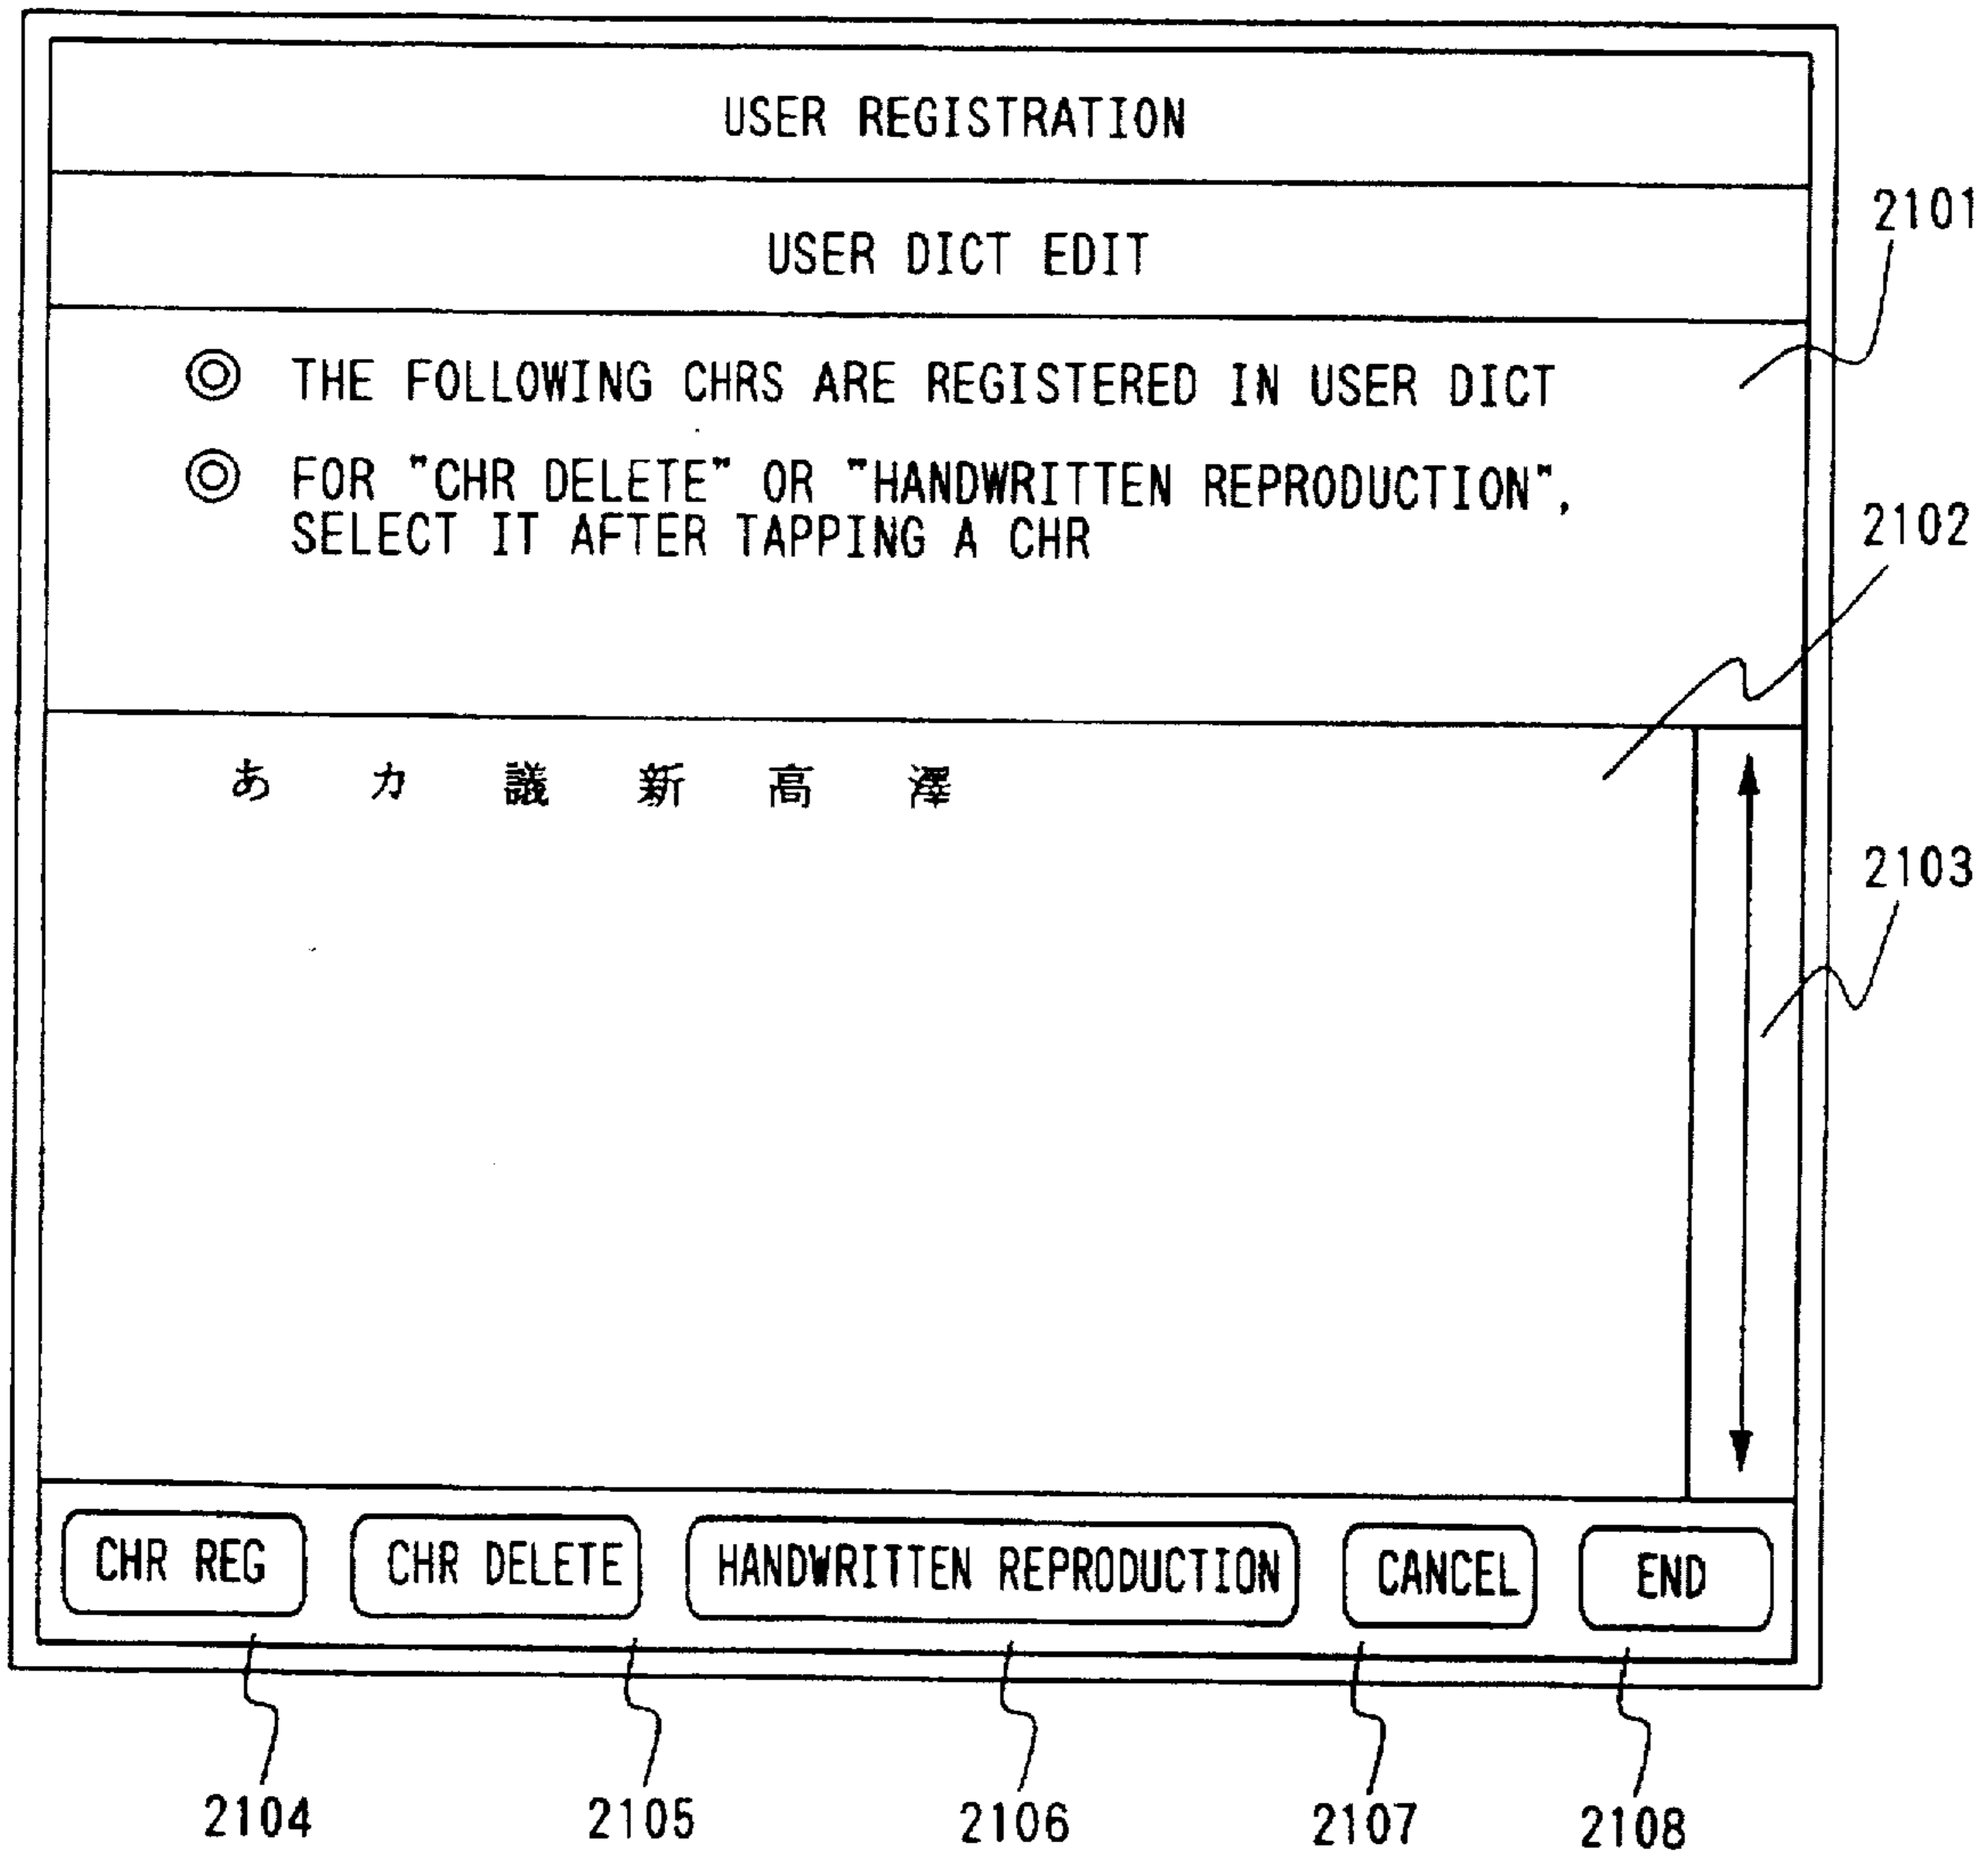 USER REGISTRATION
USER DICT EDIT
2101
◎ THE FOLLOWING CHRS ARE REGISTERED IN USER DICT
◎ FOR "CHR DELETE" OR "HANDWRITTEN REPRODUCTION",
SELECT IT AFTER TAPPING A CHR
2102
あ カ 議 新 高 澤
2103
CHR REG CHR DELETE HANDWRITTEN REPRODUCTION CANCEL END
2104 2105 2106 2107 2108